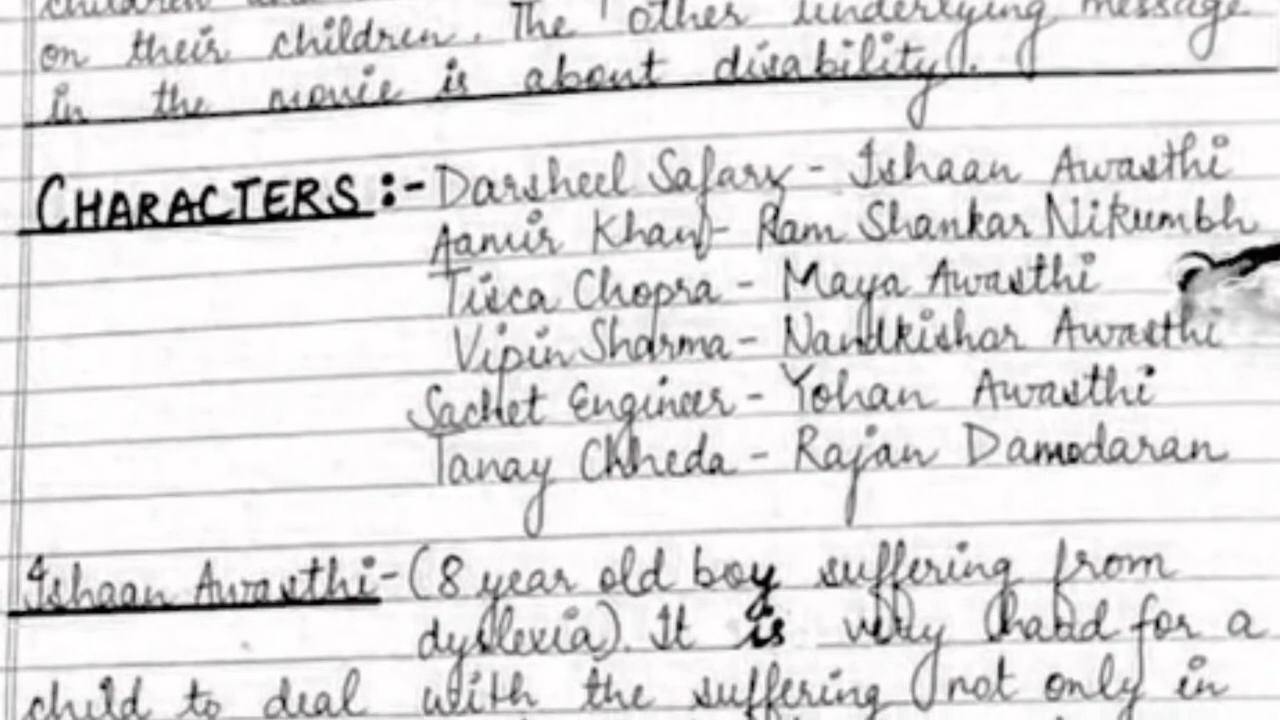 children
on their children. The other underlying message
in the movie is about disability.
CHARACTERS :- Darsheel Safary - Ishaan Awasthi
Aamir Khan - Ram Shankar Nikumbh
Tisca Chopra - Maya Awasthi
Vipin Sharma - Nandkishor Awasthi
Sachet Engineer - Yohan Awasthi
Tanay Chheda - Rajan Damodaran
Ishaan Awasthi - (8 year old boy suffering from
dyslexia). It is very hard for a
child to deal with the suffering not only in